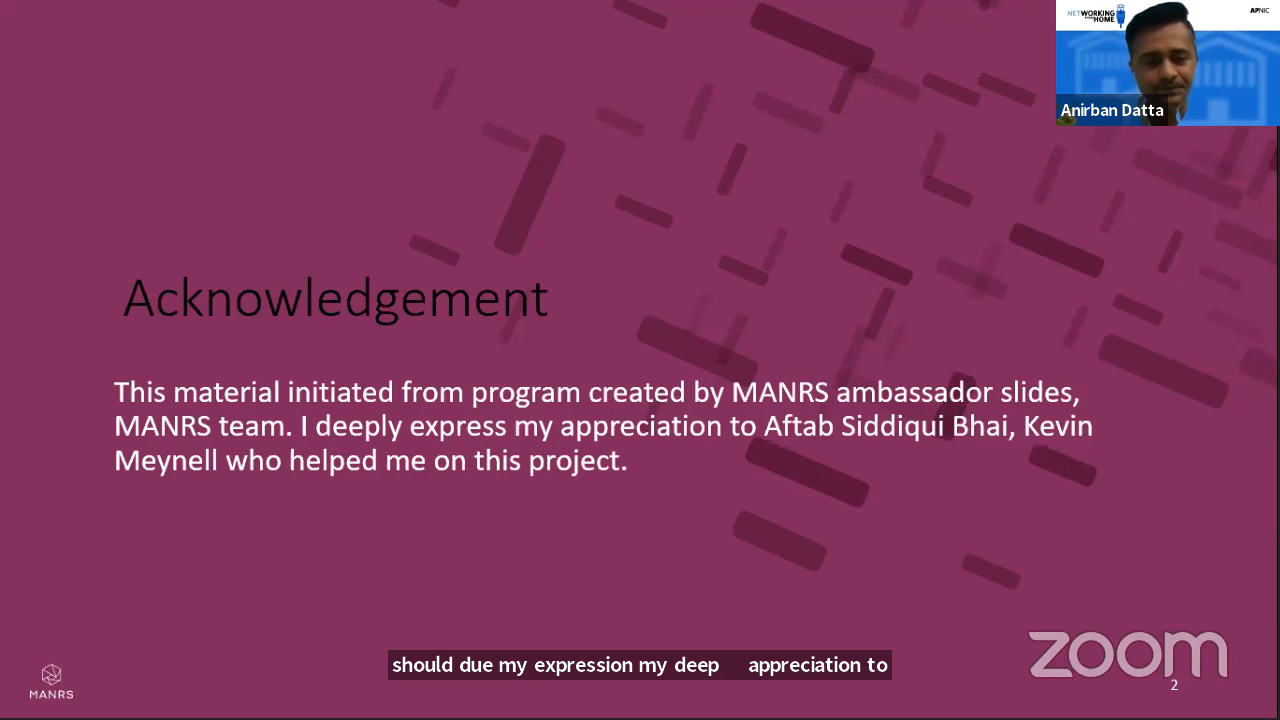 NETWORKING
HOME
APNIC
Anirban Datta
Acknowledgement
This material initiated from program created by MANRS ambassador slides,
MANRS team. I deeply express my appreciation to Aftab Siddiqui Bhai, Kevin
Meynell who helped me on this project.
should due my expression my deep appreciation to
zoom
2
MANRS